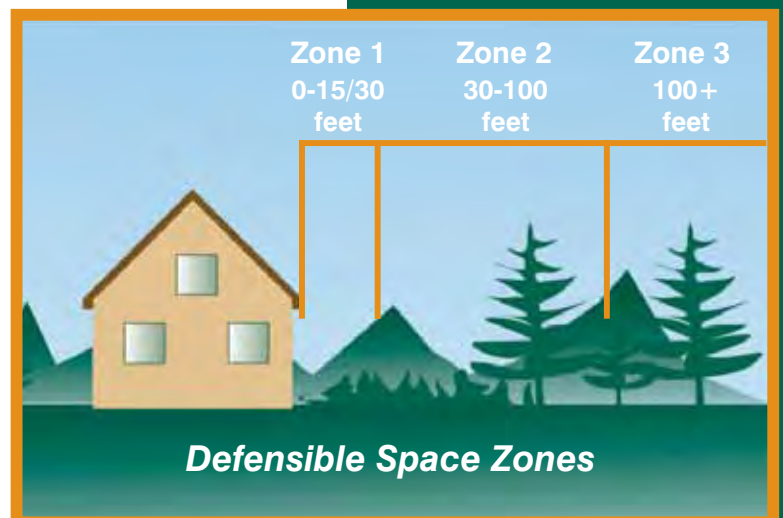 Zone 1
0-15/30
feet
Zone 2
30-100
feet
Zone 3
100+
feet
Defensible Space Zones